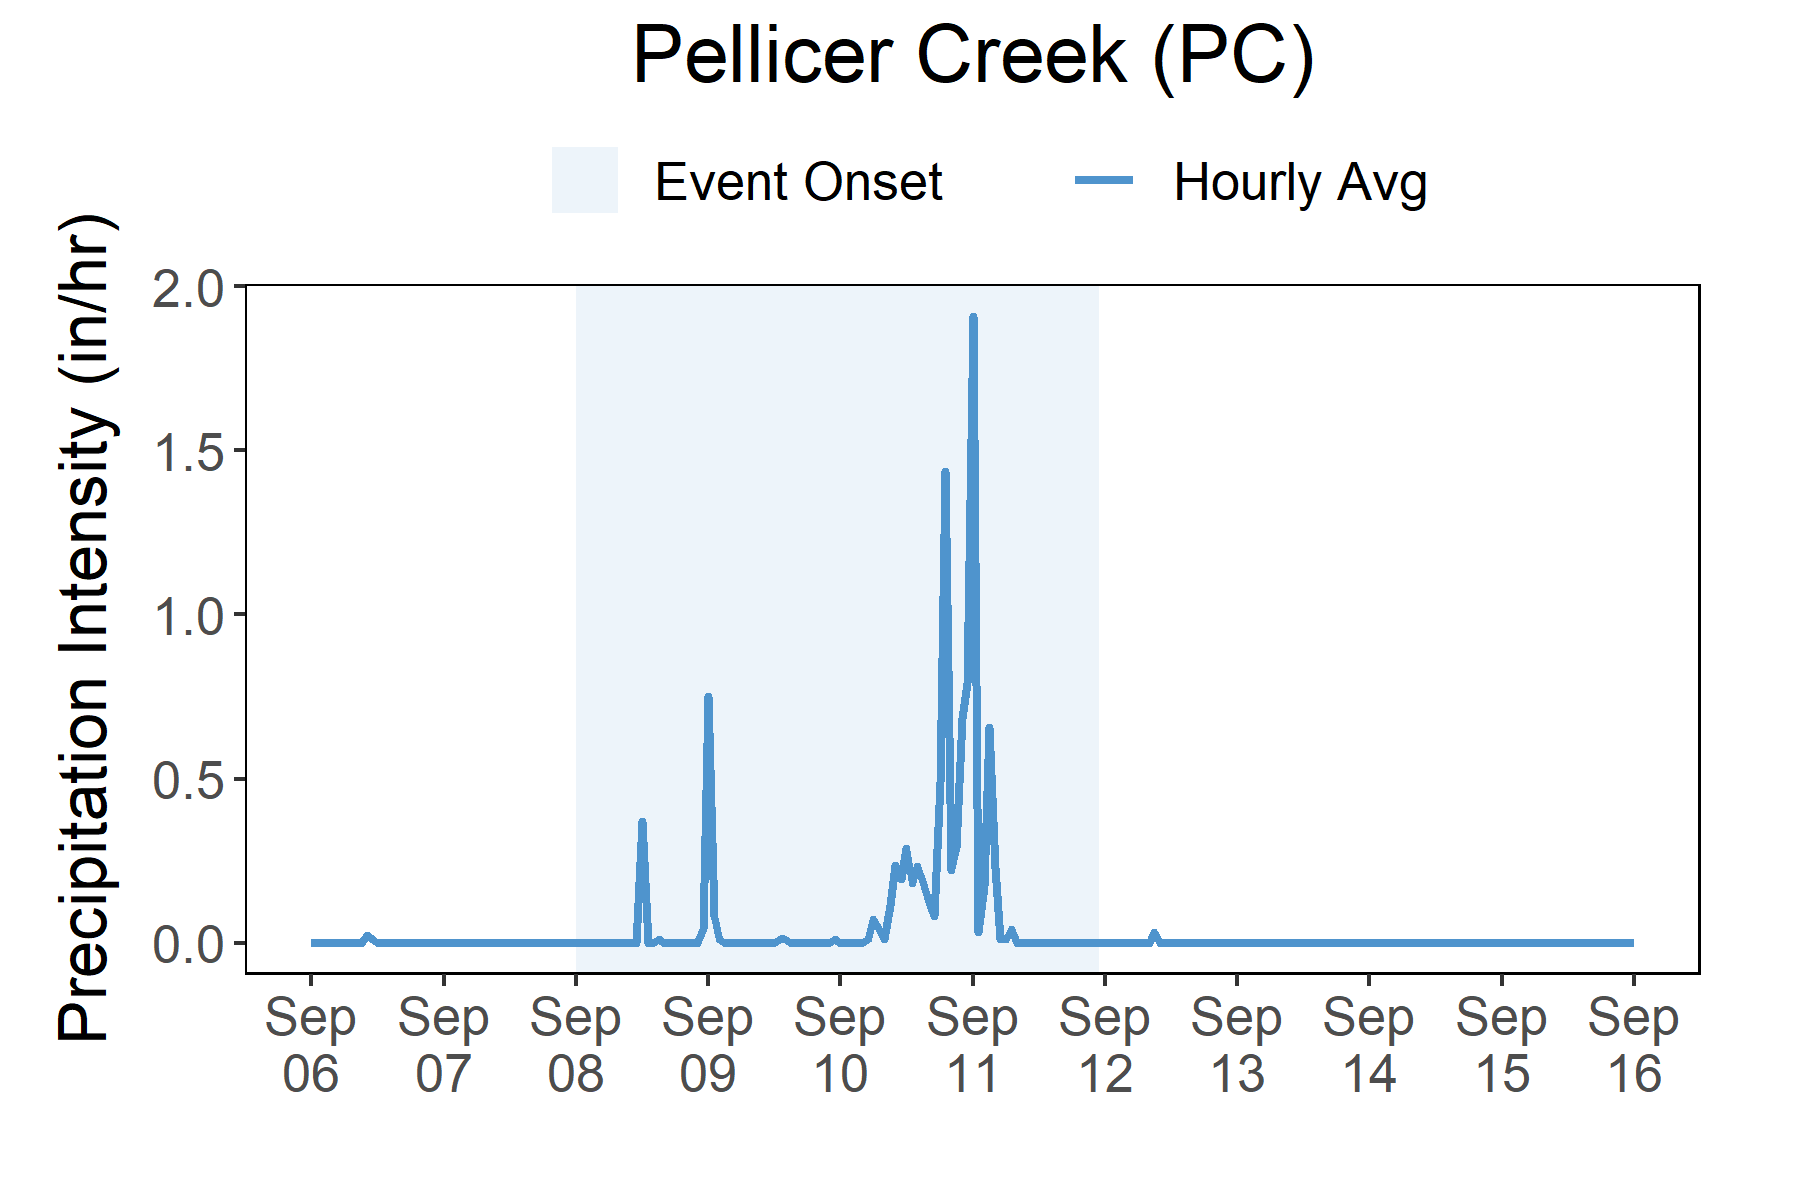 Pellicer Creek (PC)
Event Onset
Hourly Avg
Precipitation Intensity (in/hr)
2.0
1.5
1.0
0.5
0.0
Sep Sep Sep Sep Sep Sep Sep Sep Sep Sep Sep
06 07 08 09 10 11 12 13 14 15 16